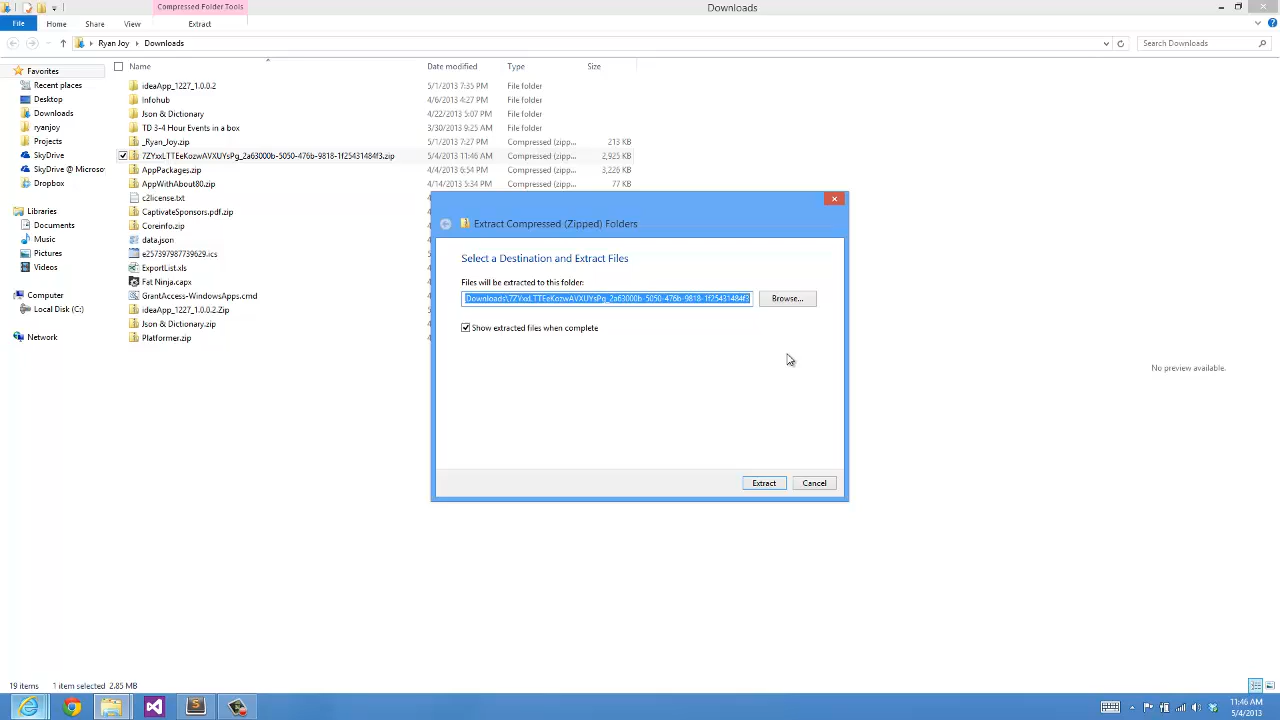 Compressed Folder Tools
Downloads
File Home Share View Extract
Ryan Joy Downloads
Search Downloads
Name Date modified Type Size
Favorites
Recent places
Desktop
Downloads
ryanjoy
Projects
SkyDrive
SkyDrive @ Microso
Dropbox
Libraries
Documents
Music
Pictures
Videos
Computer
Local Disk (C:)
Network
ideaApp_1227_1.0.0.2 5/1/2013 7:35 PM File folder
Infohub 4/6/2013 4:27 PM File folder
Json & Dictionary 4/22/2013 5:07 PM File folder
TD 3-4 Hour Events in a box 3/30/2013 9:25 AM File folder
_Ryan_Joy.zip 5/1/2013 7:27 PM Compressed (zipp... 213 KB
7ZYxxLTTEeKozwAVXUYsPg_2a63000b-5050-476b-9818-1f25431484f3.zip 5/4/2013 11:46 AM Compressed (zipp... 2,925 KB
AppPackages.zip 4/4/2013 6:54 PM Compressed (zipp... 3,226 KB
AppWithAbout80.zip 4/14/2013 5:34 PM Compressed (zipp... 77 KB
c2license.txt
CaptivateSponsors.pdf.zip
Coreinfo.zip
data.json
e257397987739629.ics
ExportList.xls
Fat Ninja.capx
GrantAccess-WindowsApps.cmd
ideaApp_1227_1.0.0.2.Zip
Json & Dictionary.zip
Platformer.zip
Extract Compressed (Zipped) Folders
Select a Destination and Extract Files
Files will be extracted to this folder:
Downloads\7ZYxxLTTEeKozwAVXUYsPg_2a63000b-5050-476b-9818-1f25431484f3
Browse...
Show extracted files when complete
Extract Cancel
No preview available.
19 items 1 item selected 2.85 MB
11:46 AM
5/4/2013